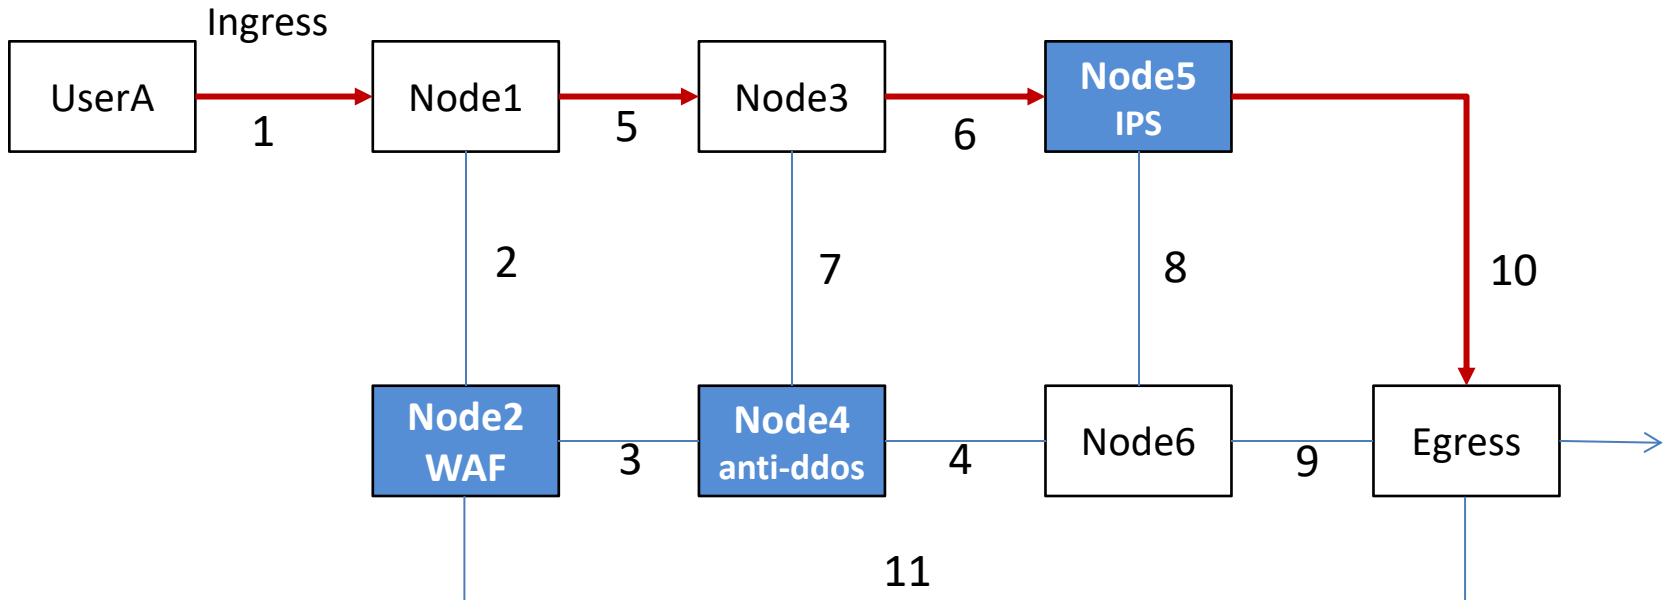 Ingress
UserA
Node1
Node3
Node5
IPS
1
5
6
2
7
8
10
Node2
WAF
Node4
anti-ddos
Node6
Egress
3
4
9
11